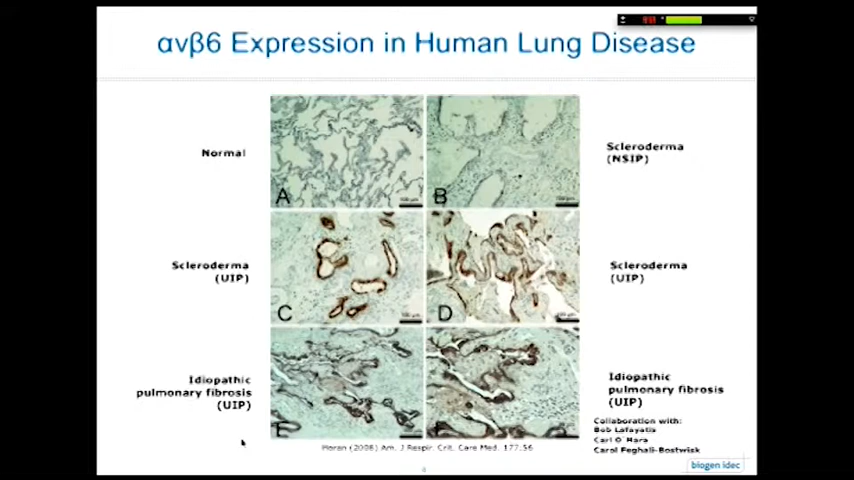 αvβ6 Expression in Human Lung Disease
Normal
A
B
Scleroderma
(NSIP)
Scleroderma
(UIP)
C
D
Scleroderma
(UIP)
Idiopathic
pulmonary fibrosis
(UIP)
E
F
Idiopathic
pulmonary fibrosis
(UIP)
Collaboration with:
Bob Lafayatis
Carl O'Hara
Carol Feghali-Bostwisk
Horan (2008) Am. J Respir. Crit. Care Med. 177:56
biogen idec